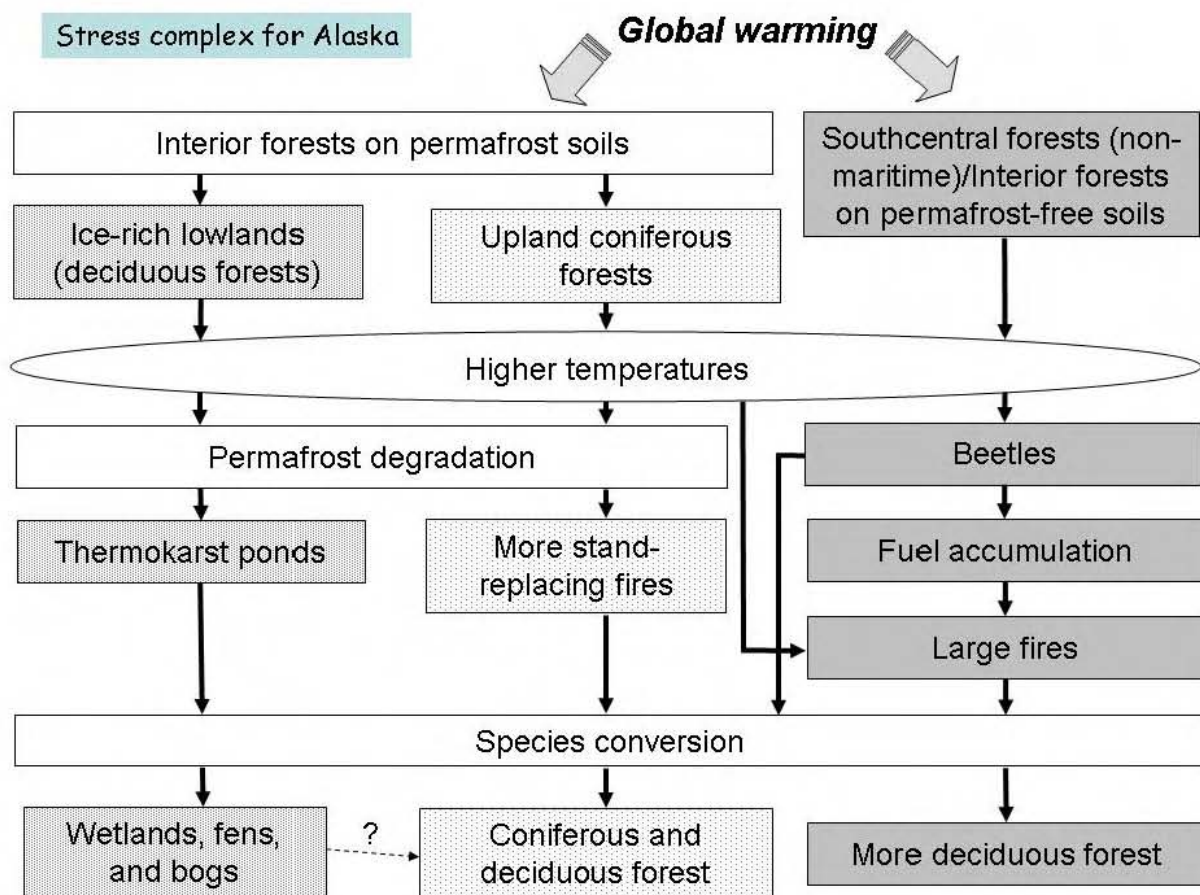 Stress complex for Alaska
Global warming
Interior forests on permafrost soils
Southcentral forests (non-
maritime)/Interior forests
on permafrost-free soils
Ice-rich lowlands
(deciduous forests)
Upland coniferous
forests
Higher temperatures
Permafrost degradation
Beetles
Thermokarst ponds
More stand-
replacing fires
Fuel accumulation
Large fires
Species conversion
Wetlands, fens,
and bogs
?
Coniferous and
deciduous forest
More deciduous forest